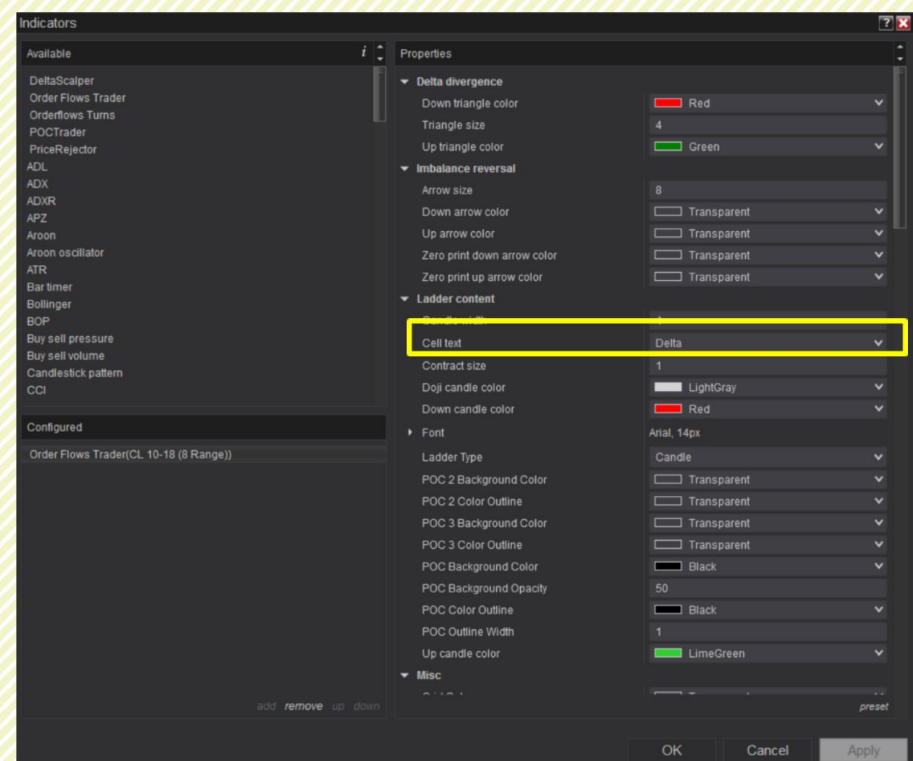 Indicators
?
Available i
DeltaScalper
Order Flows Trader
Orderflows Turns
POCTrader
PriceRejector
ADL
ADX
ADXR
APZ
Aroon
Aroon oscillator
ATR
Bar timer
Bollinger
BOP
Buy sell pressure
Buy sell volume
Candlestick pattern
CCI
Configured
Order Flows Trader(CL 10-18 (8 Range))
add remove up down
Properties
Delta divergence
Down triangle color Red
Triangle size 4
Up triangle color Green
Imbalance reversal
Arrow size 8
Down arrow color Transparent
Up arrow color Transparent
Zero print down arrow color Transparent
Zero print up arrow color Transparent
Ladder content
Cell text Delta
Contract size 1
Doji candle color LightGray
Down candle color Red
Font Arial, 14px
Ladder Type Candle
POC 2 Background Color Transparent
POC 2 Color Outline Transparent
POC 3 Background Color Transparent
POC 3 Color Outline Transparent
POC Background Color Black
POC Background Opacity 50
POC Color Outline Black
POC Outline Width 1
Up candle color LimeGreen
Misc
preset
OK Cancel Apply